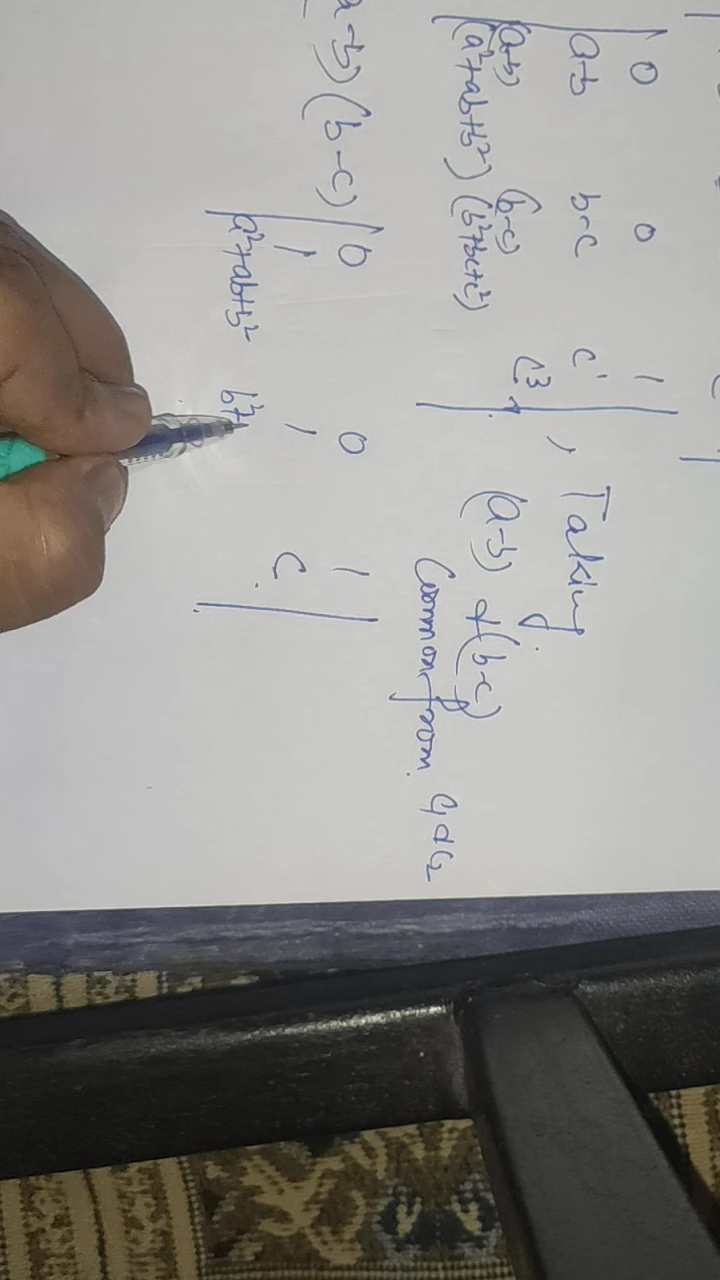 0 0 1
a-b b-c c , Taking
(a-b) (b-c) c³ (a-b) &(b-c)
(a²+ab+b²) (b²+bc+c²) Common from C₁&C₂
a-b) (b-c) 0 0 1
1 1 c
a²+ab+b² b²+